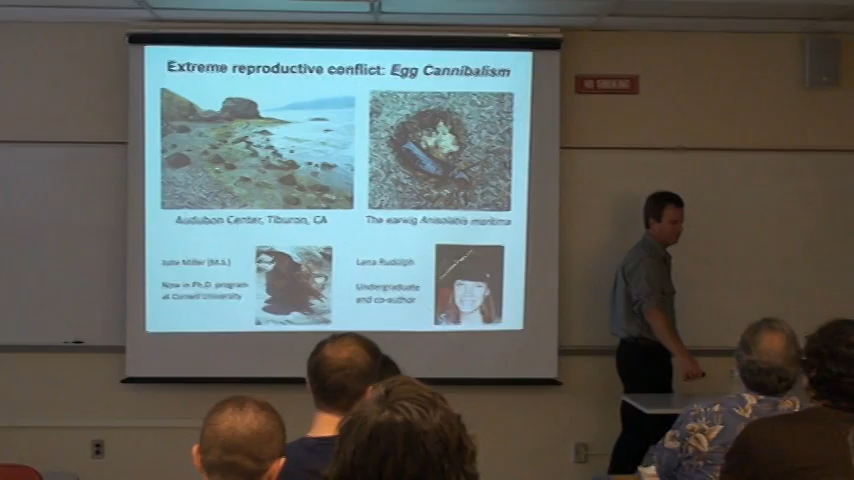 Extreme reproductive conflict: Egg Cannibalism
NO SMOKING
Audubon Center, Tiburon, CA
The earwig Anisolabis maritima
Julie Miller (M.S.)
Now in Ph.D. program
at Cornell University
Lena Rudolph
Undergraduate
and co-author